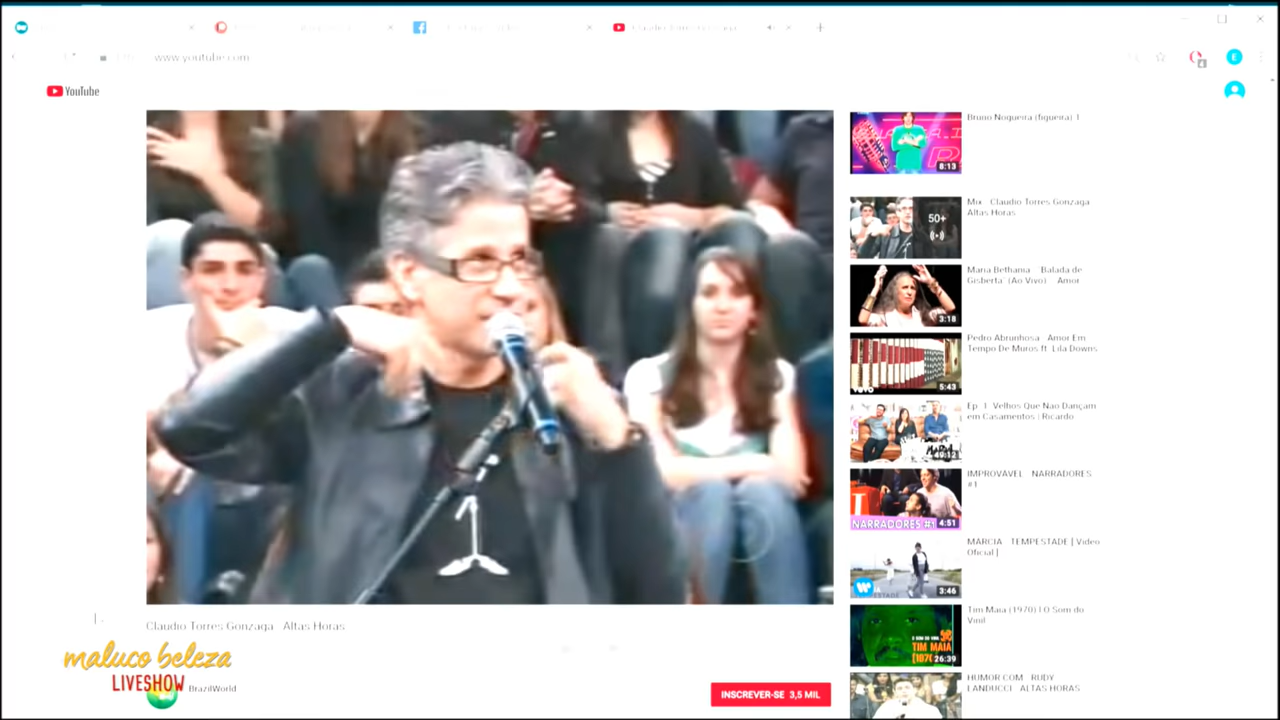 www.youtube.com
YouTube
Bruno Nogueira (figueira) 1
8:13
Mix Claudio Torres Gonzaga
Altas Horas
50+
Maria Bethania Balada de
Gisberta (Ao Vivo) Amor
3:18
Pedro Abrunhosa Amor Em
Tempo De Muros ft Lila Downs
5:43
Ep 1 Velhos Que Nao Dançam
em Casamentos | Ricardo
49:12
IMPROVAVEL NARRADORES
#1
NARRADORES #1
4:51
MARCIA TEMPESTADE [ Video
Oficial ]
3:46
Tim Maia (1970) | O Som do
Vinil
TIM MAIA
26:39
HUMOR COM RUDY
LANDUCCI ALTAS HORAS
Claudio Torres Gonzaga Altas Horas
maluco beleza
LIVESHOW
BrazilWorld
INSCREVER-SE 3,5 MIL